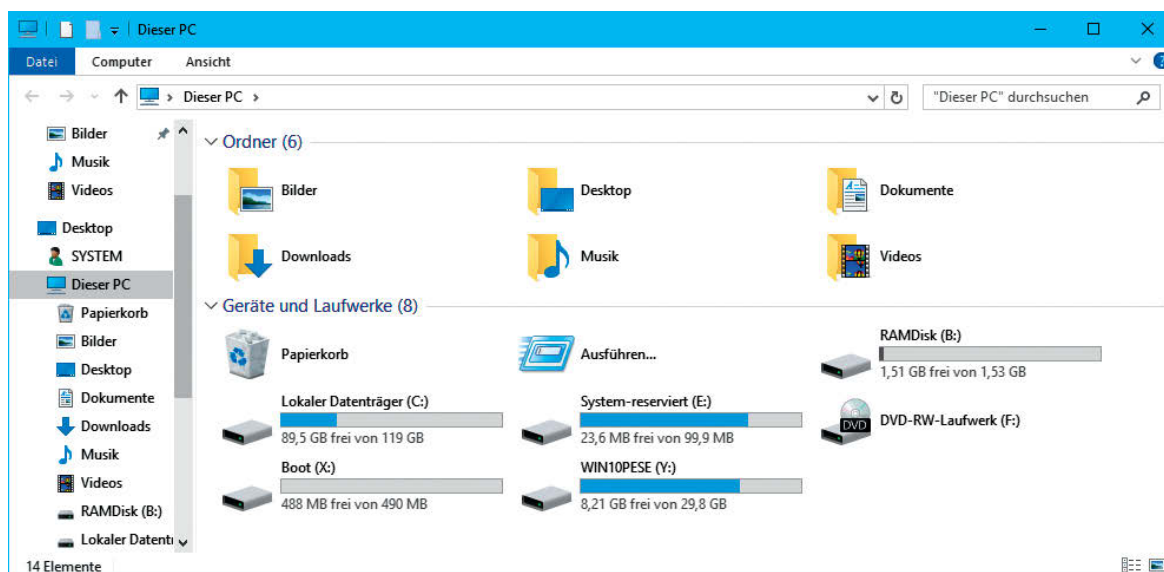 Dieser PC
Datei Computer Ansicht
Dieser PC
"Dieser PC" durchsuchen
Bilder
Musik
Videos
Desktop
SYSTEM
Dieser PC
Papierkorb
Bilder
Desktop
Dokumente
Downloads
Musik
Videos
RAMDisk (B:)
Lokaler Datentr
Ordner (6)
Bilder
Desktop
Dokumente
Downloads
Musik
Videos
Geräte und Laufwerke (8)
Papierkorb
Ausführen...
RAMDisk (B:)
1,51 GB frei von 1,53 GB
Lokaler Datenträger (C:)
89,5 GB frei von 119 GB
System-reserviert (E:)
23,6 MB frei von 99,9 MB
DVD
DVD-RW-Laufwerk (F:)
Boot (X:)
488 MB frei von 490 MB
WIN10PESE (Y:)
8,21 GB frei von 29,8 GB
14 Elemente